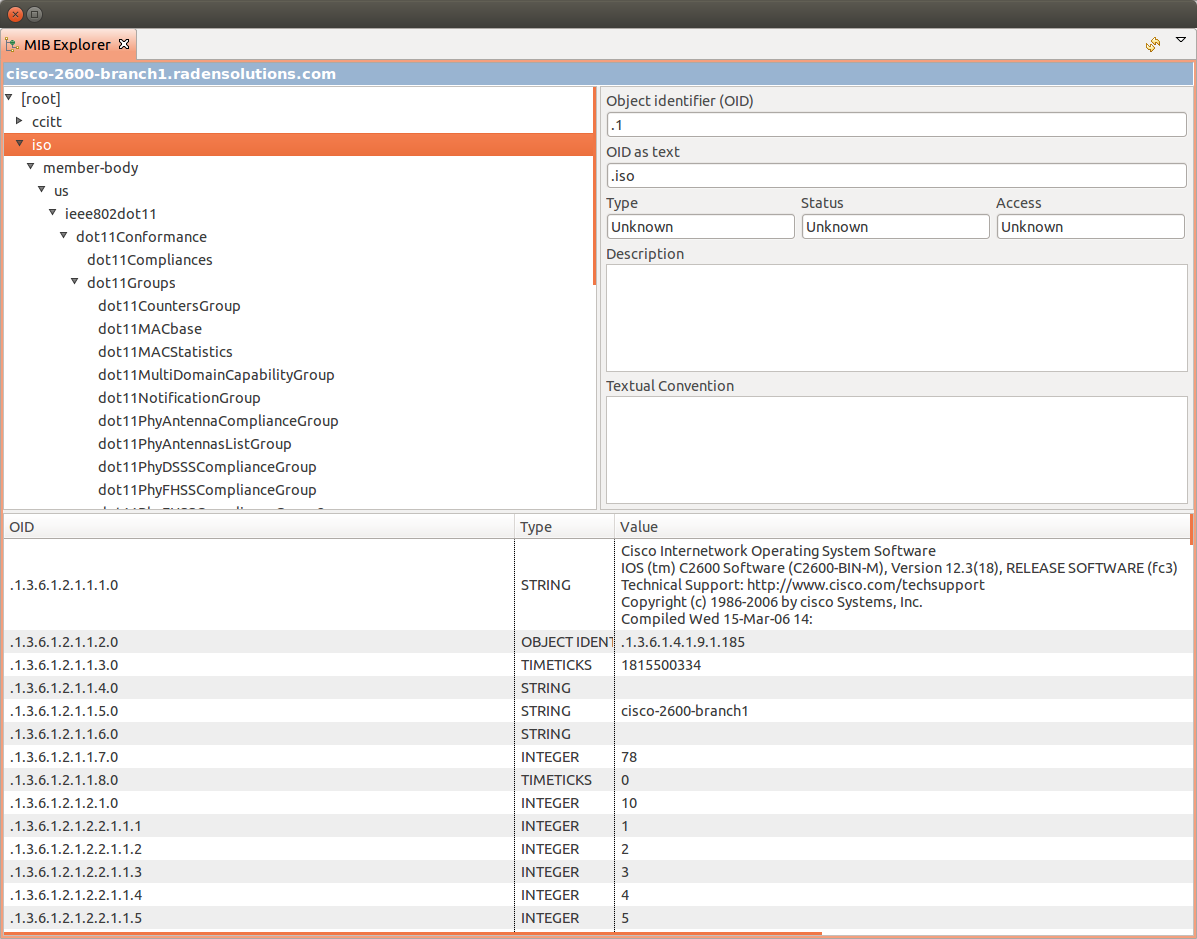 MIB Explorer
cisco-2600-branch1.radensolutions.com
[root]
ccitt
iso
member-body
us
ieee802dot11
dot11Conformance
dot11Compliances
dot11Groups
dot11CountersGroup
dot11MACbase
dot11MACStatistics
dot11MultiDomainCapabilityGroup
dot11NotificationGroup
dot11PhyAntennaComplianceGroup
dot11PhyAntennasListGroup
dot11PhyDSSSComplianceGroup
dot11PhyFHSSComplianceGroup
Object identifier (OID)
.1
OID as text
.iso
Type Status Access
Unknown Unknown Unknown
Description
Textual Convention
OID Type Value
.1.3.6.1.2.1.1.1.0 STRING Cisco Internetwork Operating System Software
IOS (tm) C2600 Software (C2600-BIN-M), Version 12.3(18), RELEASE SOFTWARE (fc3)
Technical Support: http://www.cisco.com/techsupport
Copyright (c) 1986-2006 by cisco Systems, Inc.
Compiled Wed 15-Mar-06 14:
.1.3.6.1.2.1.1.2.0 OBJECT IDENT .1.3.6.1.4.1.9.1.185
.1.3.6.1.2.1.1.3.0 TIMETICKS 1815500334
.1.3.6.1.2.1.1.4.0 STRING
.1.3.6.1.2.1.1.5.0 STRING cisco-2600-branch1
.1.3.6.1.2.1.1.6.0 STRING
.1.3.6.1.2.1.1.7.0 INTEGER 78
.1.3.6.1.2.1.1.8.0 TIMETICKS 0
.1.3.6.1.2.1.2.1.0 INTEGER 10
.1.3.6.1.2.1.2.2.1.1.1 INTEGER 1
.1.3.6.1.2.1.2.2.1.1.2 INTEGER 2
.1.3.6.1.2.1.2.2.1.1.3 INTEGER 3
.1.3.6.1.2.1.2.2.1.1.4 INTEGER 4
.1.3.6.1.2.1.2.2.1.1.5 INTEGER 5